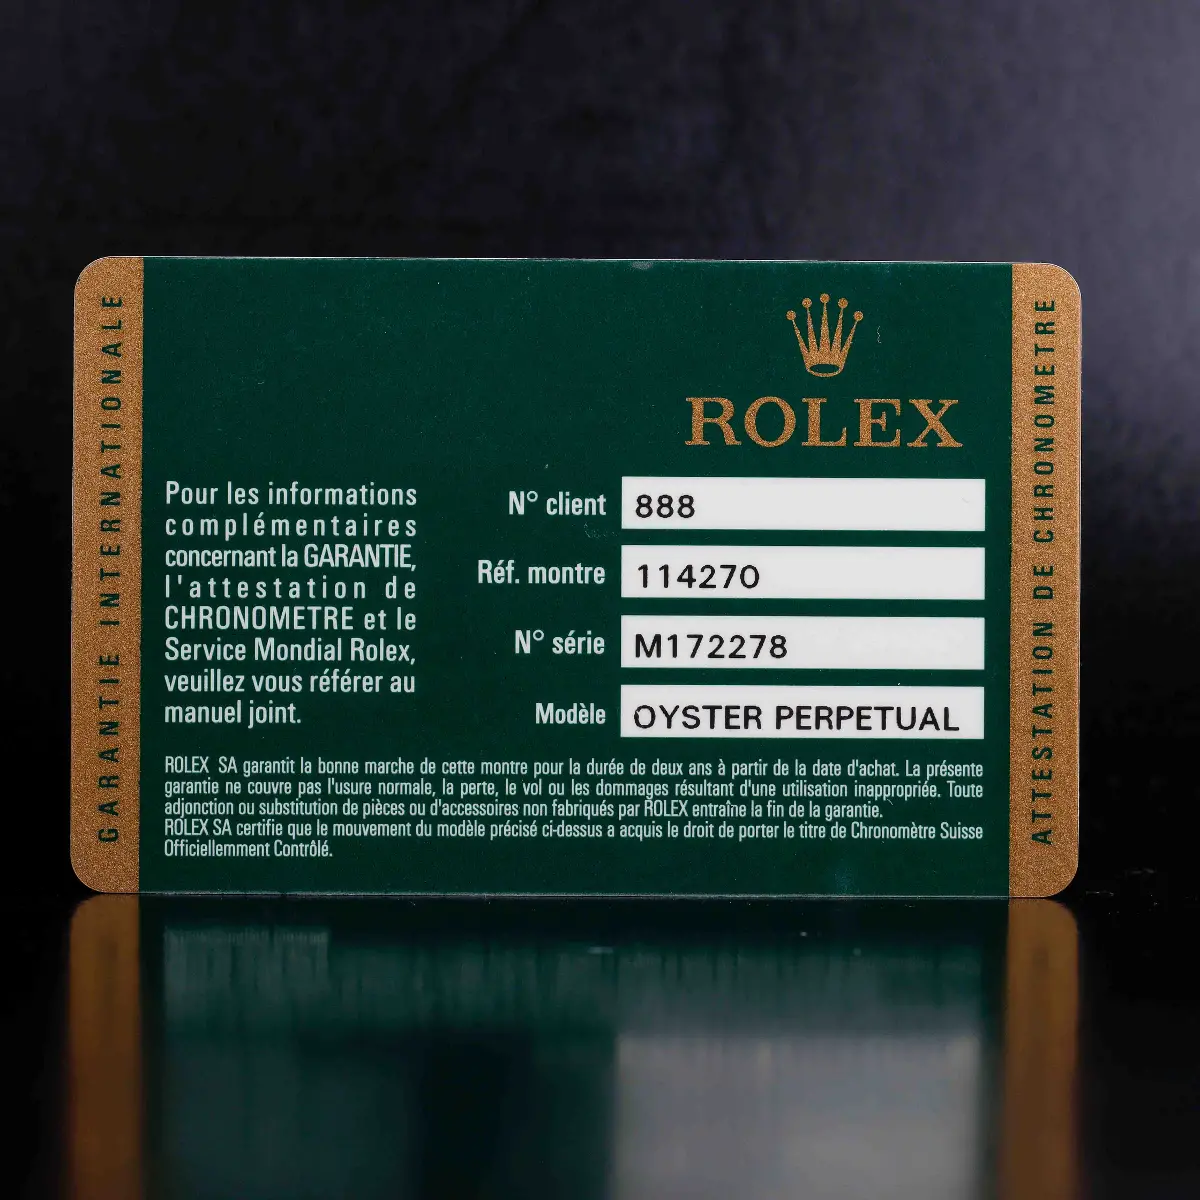 GARANTIE INTERNATIONALE
ROLEX
Pour les informations
complémentaires
concernant la GARANTIE,
l'attestation de
CHRONOMETRE et le
Service Mondial Rolex,
veuillez vous référer au
manuel joint.
N° client 888
Réf. montre 114270
N° série M172278
Modèle OYSTER PERPETUAL
ROLEX SA garantit la bonne marche de cette montre pour la durée de deux ans à partir de la date d'achat. La présente
garantie ne couvre pas l'usure normale, la perte, le vol ou les dommages résultant d'une utilisation inappropriée. Toute
adjonction ou substitution de pièces ou d'accessoires non fabriqués par ROLEX entraîne la fin de la garantie.
ROLEX SA certifie que le mouvement du modèle précisé ci-dessus a acquis le droit de porter le titre de Chronomètre Suisse
Officiellemment Contrôlé.
ATTESTATION DE CHRONOMETRE